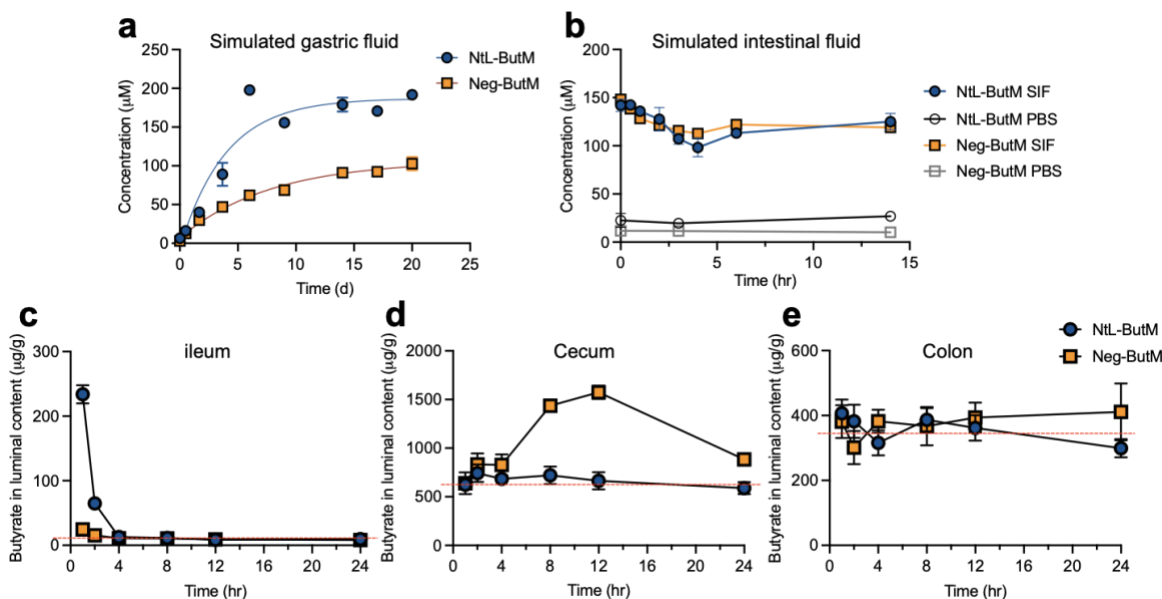 a
Simulated gastric fluid
NtL-ButM
Neg-ButM
Concentration (μM)
250
200
150
100
50
0
0 5 10 15 20 25
Time (d)
b
Simulated intestinal fluid
Concentration (μM)
200
150
100
50
0
0 5 10 15
Time (hr)
NtL-ButM SIF
NtL-ButM PBS
Neg-ButM SIF
Neg-ButM PBS
c
ileum
Butyrate in luminal content (μg/g)
300
200
100
0
0 4 8 12 16 20 24
Time (hr)
d
Cecum
Butyrate in luminal content (μg/g)
2000
1500
1000
500
0
0 4 8 12 16 20 24
Time (hr)
e
Colon
Butyrate in luminal content (μg/g)
600
400
200
0
0 4 8 12 16 20 24
Time (hr)
NtL-ButM
Neg-ButM